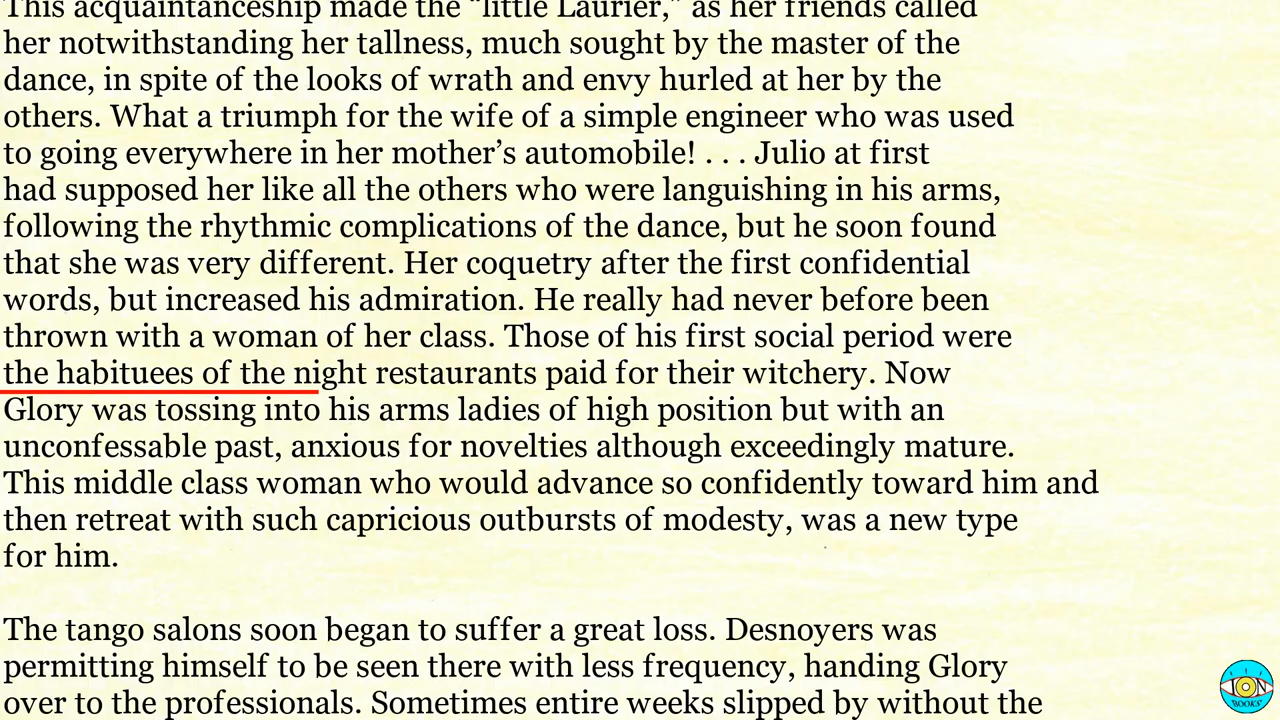 This acquaintanceship made the “little Laurier,” as her friends called
her notwithstanding her tallness, much sought by the master of the
dance, in spite of the looks of wrath and envy hurled at her by the
others. What a triumph for the wife of a simple engineer who was used
to going everywhere in her mother’s automobile! . . . Julio at first
had supposed her like all the others who were languishing in his arms,
following the rhythmic complications of the dance, but he soon found
that she was very different. Her coquetry after the first confidential
words, but increased his admiration. He really had never before been
thrown with a woman of her class. Those of his first social period were
the habituees of the night restaurants paid for their witchery. Now
Glory was tossing into his arms ladies of high position but with an
unconfessable past, anxious for novelties although exceedingly mature.
This middle class woman who would advance so confidently toward him and
then retreat with such capricious outbursts of modesty, was a new type
for him.
The tango salons soon began to suffer a great loss. Desnoyers was
permitting himself to be seen there with less frequency, handing Glory
over to the professionals. Sometimes entire weeks slipped by without the
ION
BOOKS